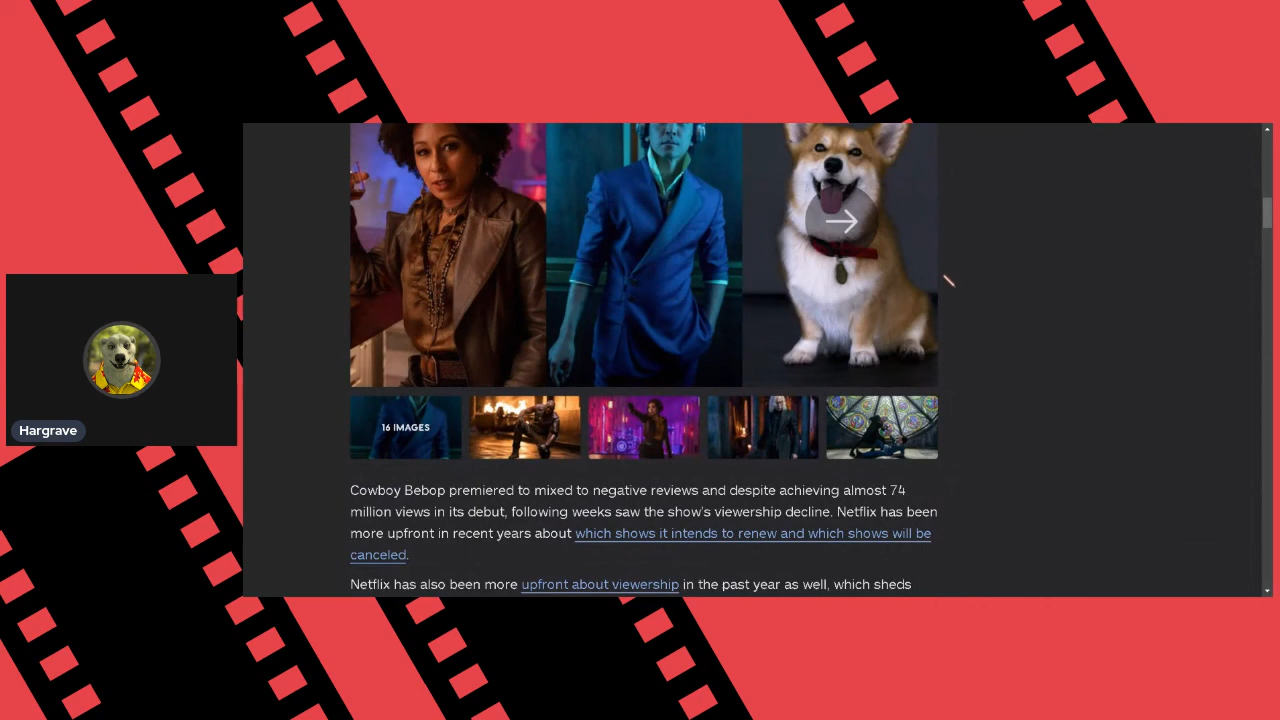 Hargrave
16 IMAGES
Cowboy Bebop premiered to mixed to negative reviews and despite achieving almost 74
million views in its debut, following weeks saw the show's viewership decline. Netflix has been
more upfront in recent years about which shows it intends to renew and which shows will be
canceled.
Netflix has also been more upfront about viewership in the past year as well, which sheds